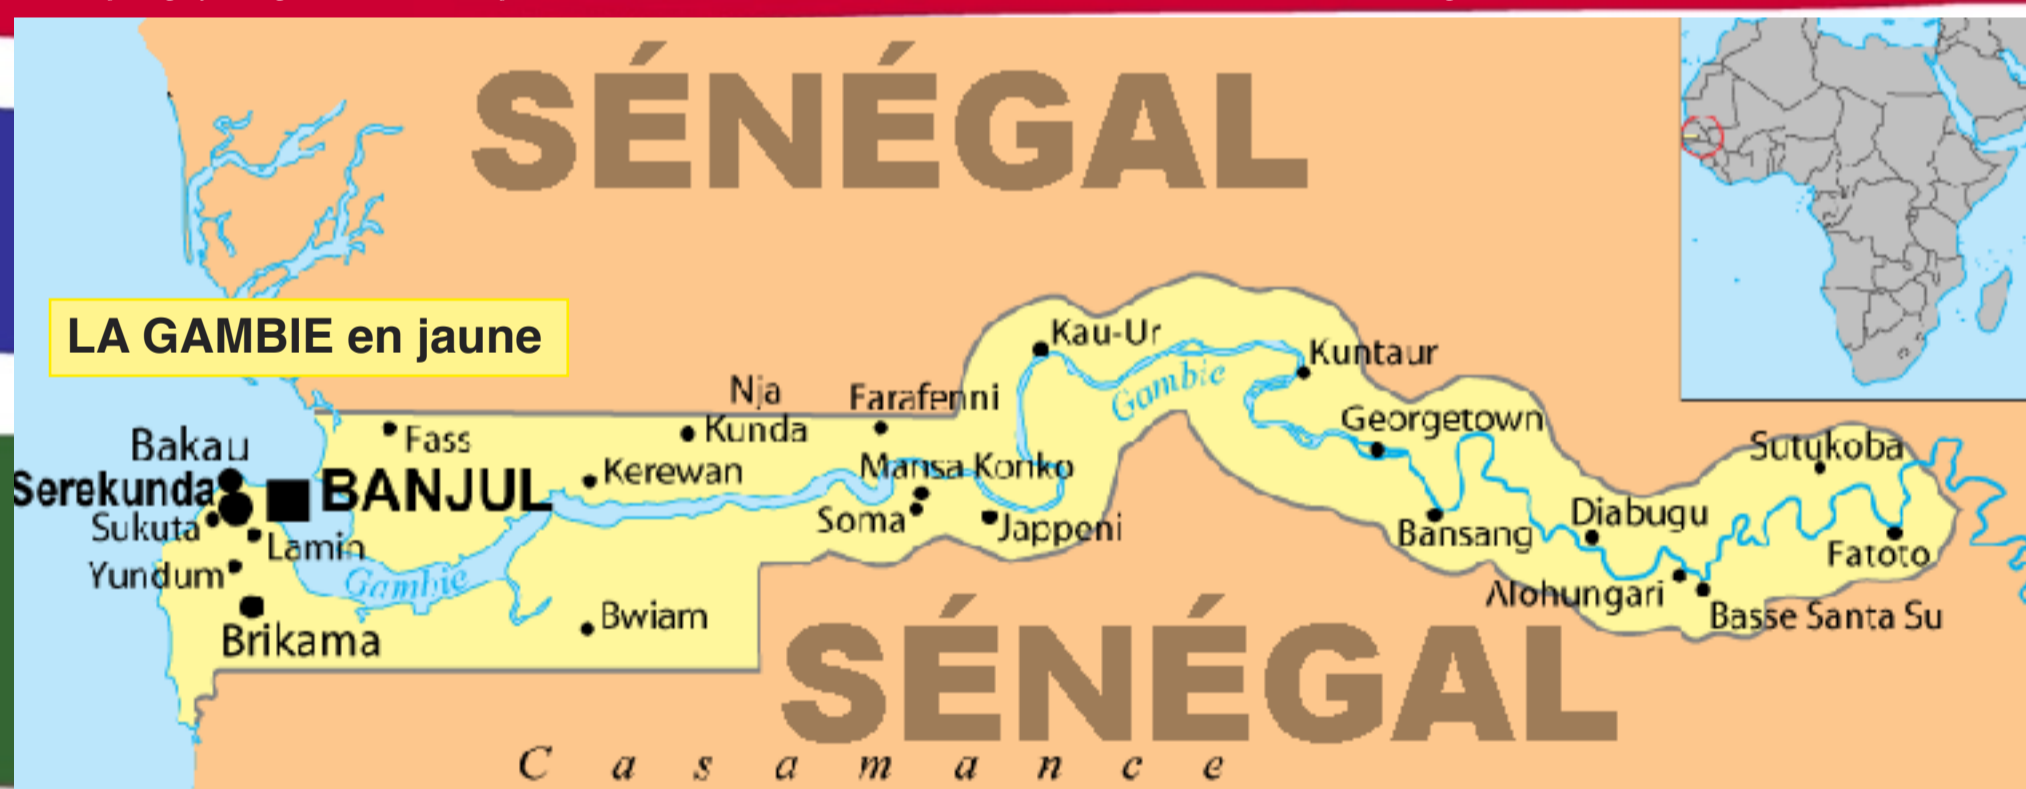 SÉNÉGAL
LA GAMBIE en jaune
Kau-Ur
Kuntaur
Gambie
Nja
Kunda
Farafenni
Georgetown
Fass
Bakau
Sutukoba
Kerewan
Mansa Konko
Serekunda
BANJUL
Sukuta
Soma
Jappeni
Diabugu
Bansang
Lamin
Fatoto
Yundum
Gambie
Alohungari
Basse Santa Su
Bwiam
Brikama
SÉNÉGAL
Casamance